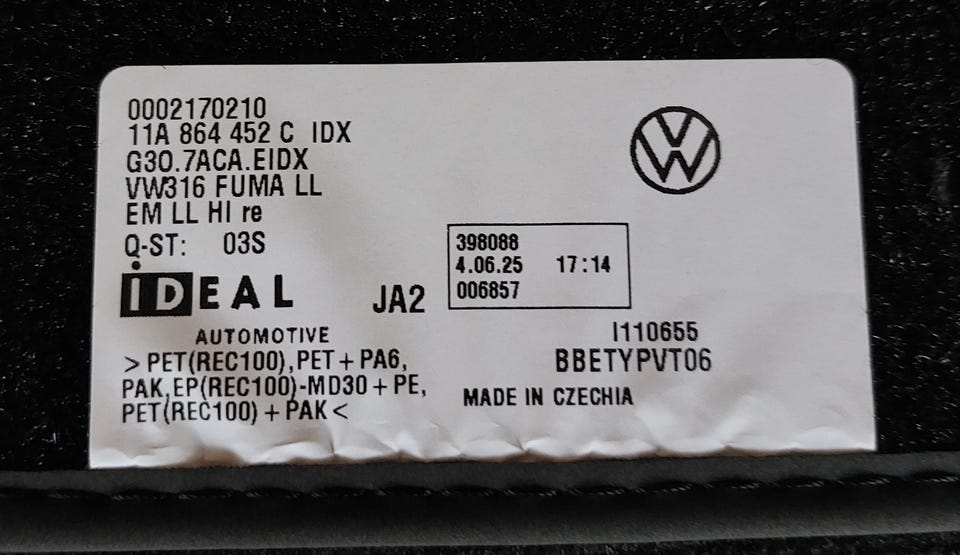 0002170210
11A 864 452 C IDX
G30.7ACA.EIDX
VW316 FUMA LL
EM LL HI re
Q-ST: 03S
IDEAL
AUTOMOTIVE
JA2
> PET(REC100),PET + PA6,
PAK,EP(REC100)-MD30 + PE,
PET(REC100) + PAK <
VW
398088
4.06.25 17:14
006857
I110655
BBETYPVT06
MADE IN CZECHIA